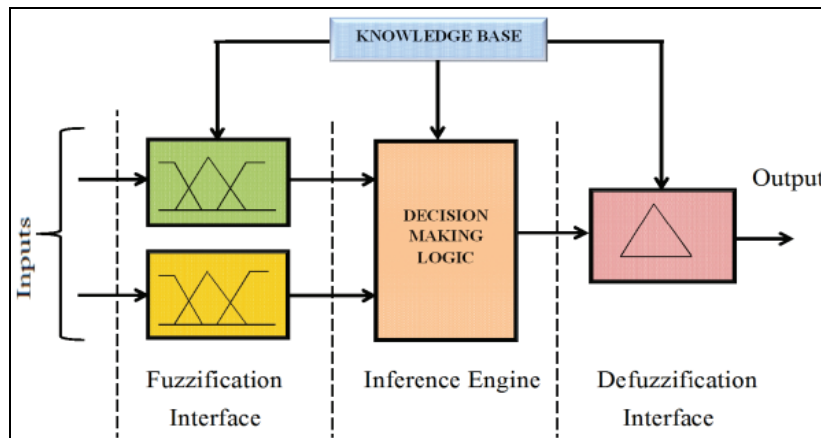 KNOWLEDGE BASE
Inputs
DECISION
MAKING
LOGIC
Output
Fuzzification
Interface
Inference Engine
Defuzzification
Interface